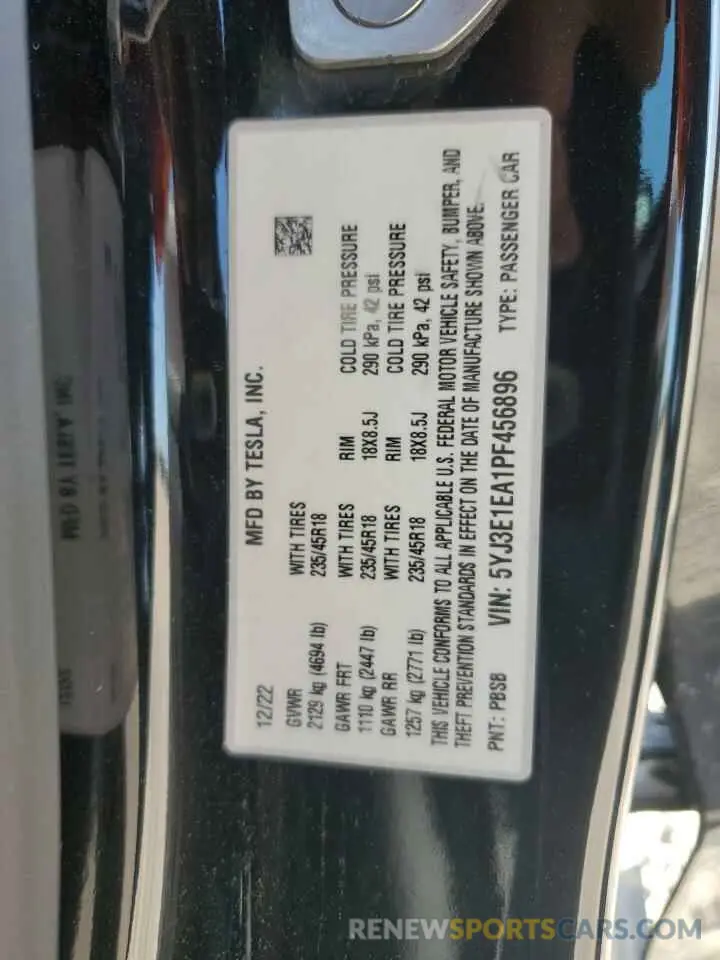 MFD BY TESLA, INC.
12/22
GVWR WITH TIRES
2129 kg (4694 lb) 235/45R18
GAWR FRT WITH TIRES RIM COLD TIRE PRESSURE
1110 kg (2447 lb) 235/45R18 18X8.5J 290 kPa, 42 psi
GAWR RR WITH TIRES RIM COLD TIRE PRESSURE
1257 kg (2771 lb) 235/45R18 18X8.5J 290 kPa, 42 psi
THIS VEHICLE CONFORMS TO ALL APPLICABLE U.S. FEDERAL MOTOR VEHICLE SAFETY, BUMPER, AND
THEFT PREVENTION STANDARDS IN EFFECT ON THE DATE OF MANUFACTURE SHOWN ABOVE.
PNT: PBSB VIN: 5YJ3E1EA1PF456896 TYPE: PASSENGER CAR
RENEWSPORTSCARS.COM